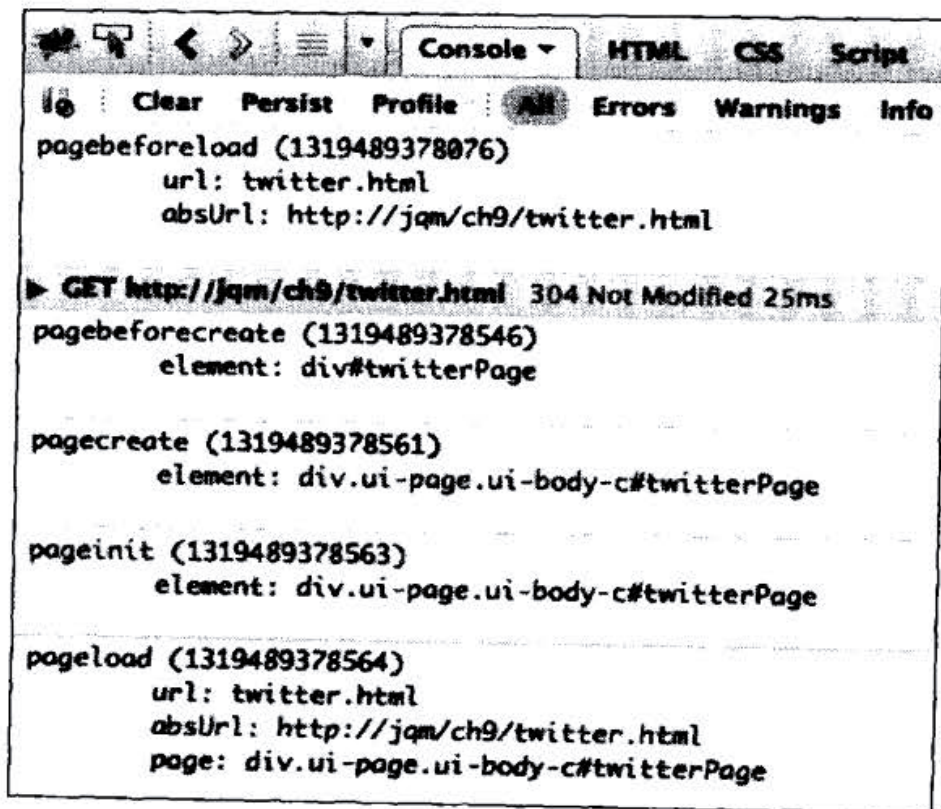 Console HTML CSS Script
Clear Persist Profile All Errors Warnings Info
pagebeforeload (1319489378076)
url: twitter.html
absUrl: http://jqm/ch9/twitter.html
GET http://jqm/ch9/twitter.html 304 Not Modified 25ms
pagebeforecreate (1319489378546)
element: div#twitterPage
pagecreate (1319489378561)
element: div.ui-page.ui-body-c#twitterPage
pageinit (1319489378563)
element: div.ui-page.ui-body-c#twitterPage
pageload (1319489378564)
url: twitter.html
absUrl: http://jqm/ch9/twitter.html
page: div.ui-page.ui-body-c#twitterPage